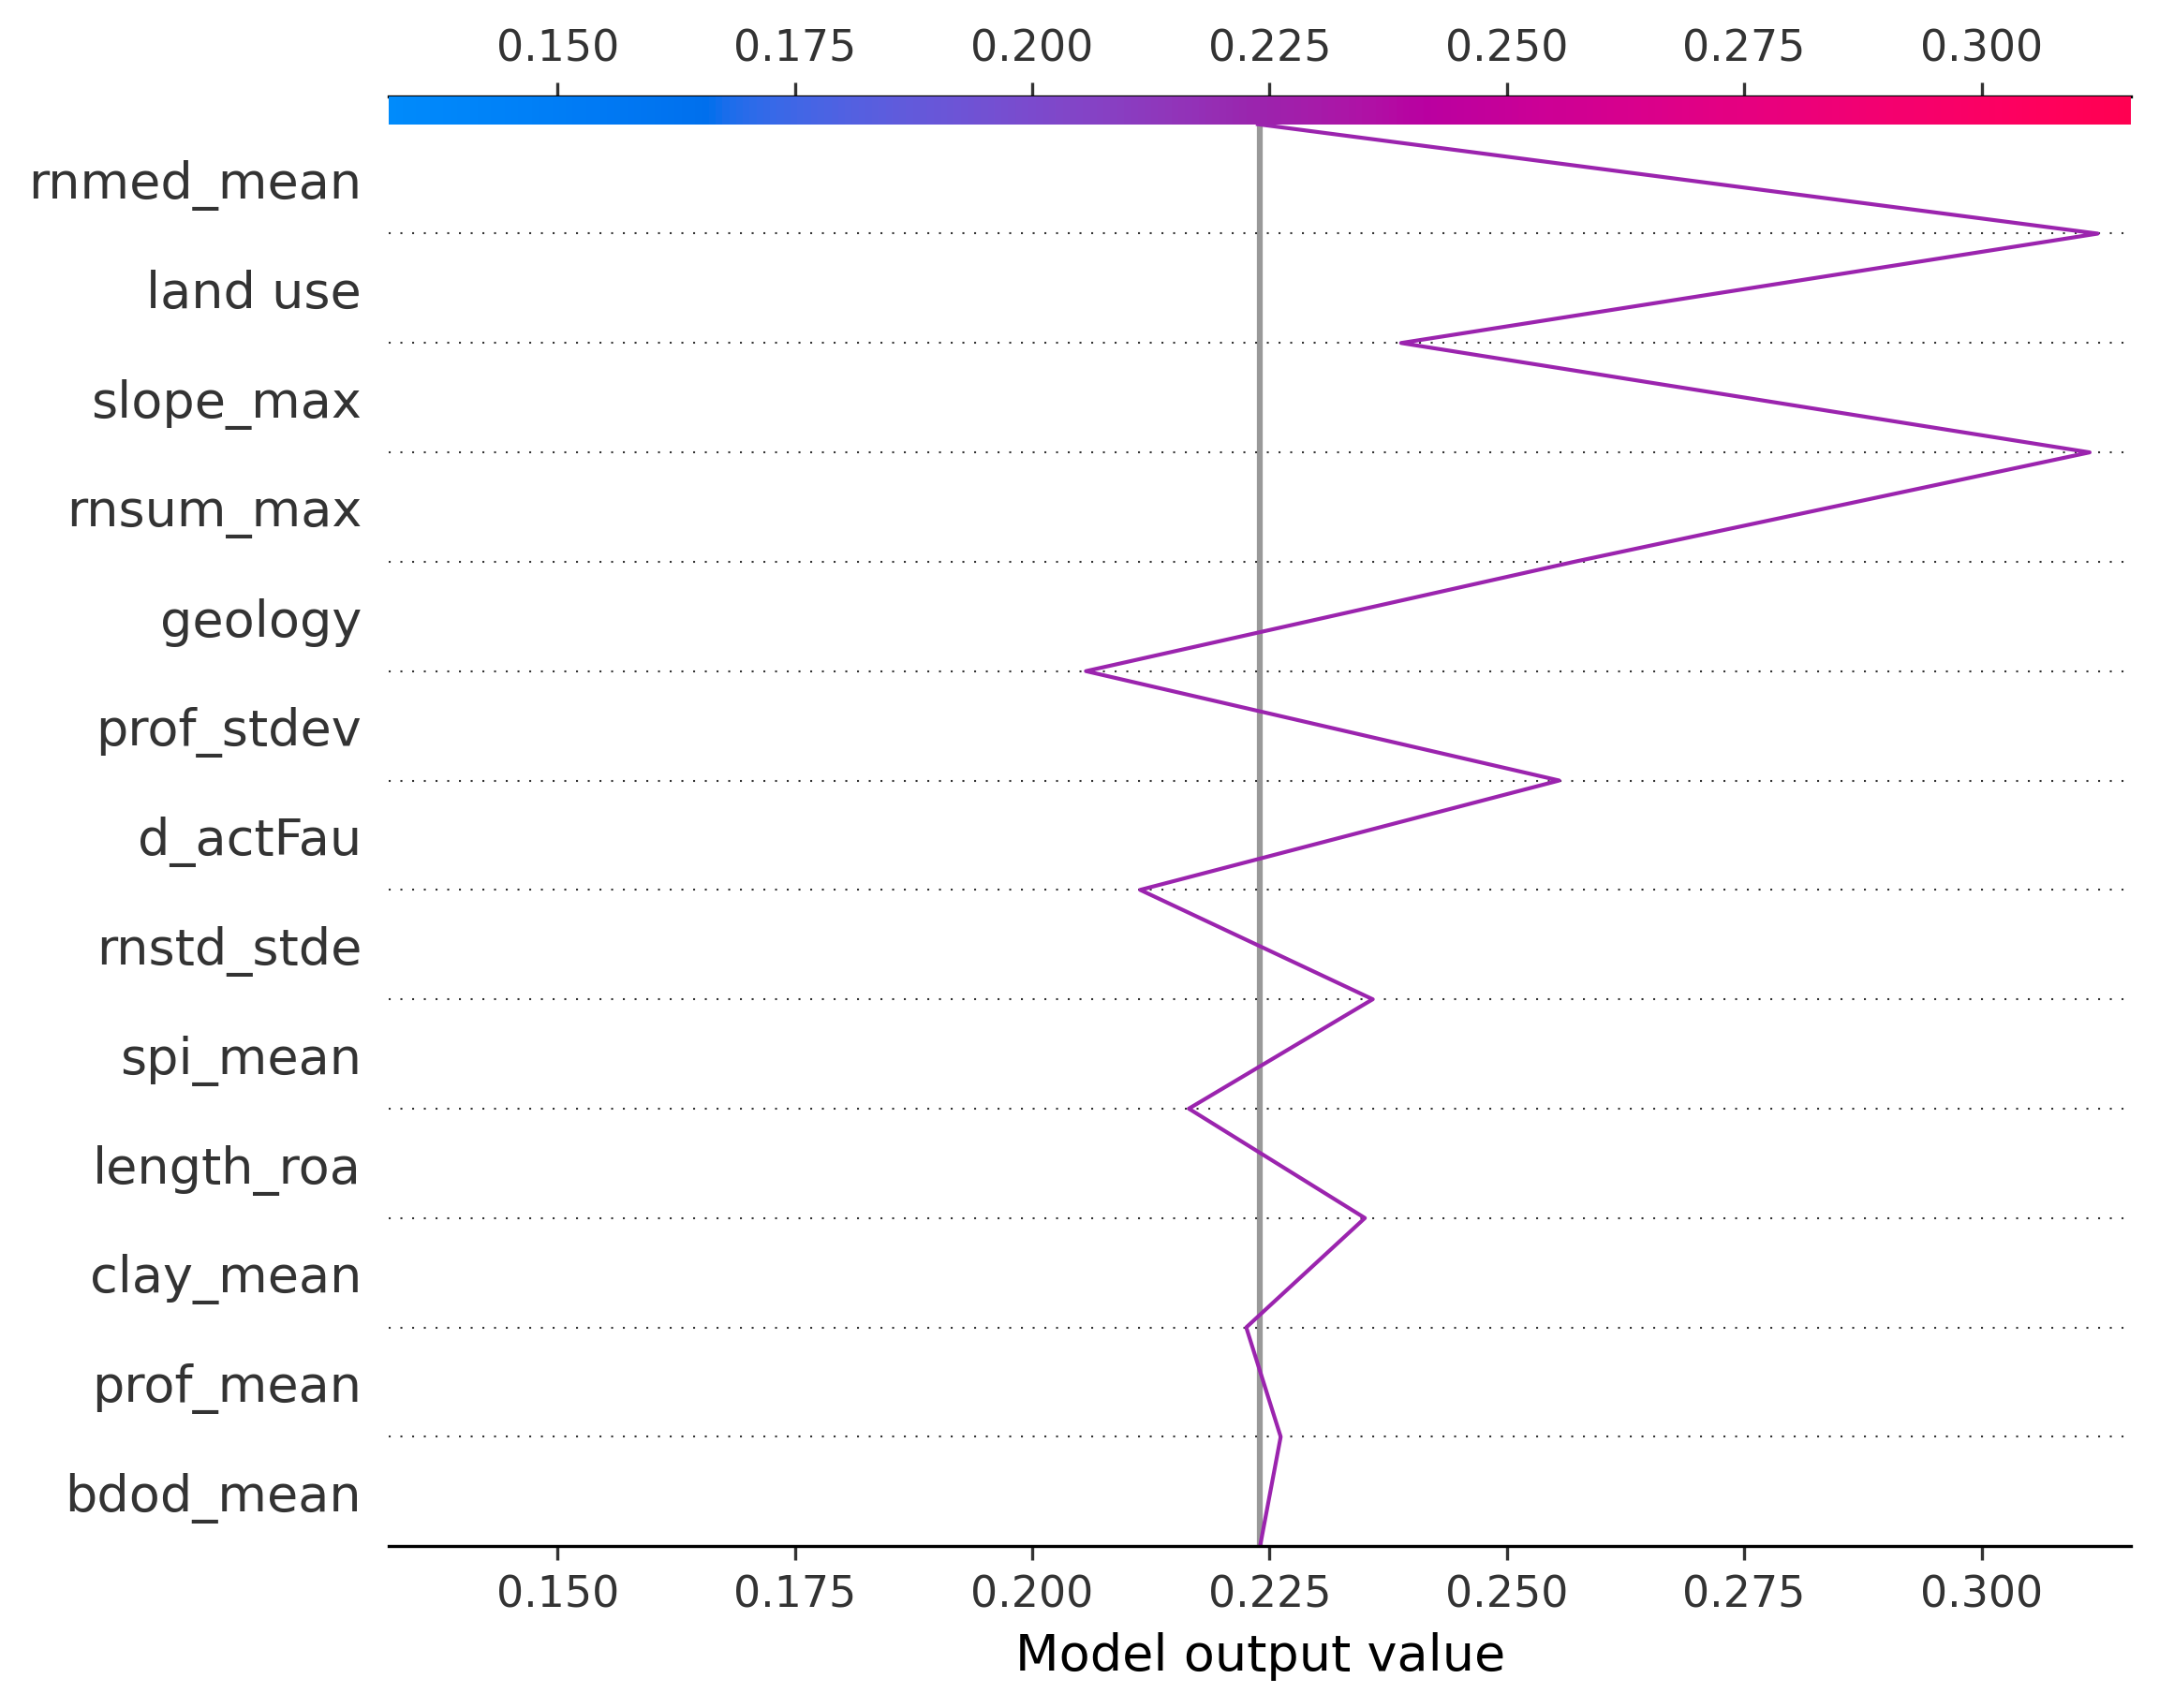 0.150 0.175 0.200 0.225 0.250 0.275 0.300
rnmed_mean
land use
slope_max
rnsum_max
geology
prof_stdev
d_actFau
rnstd_stde
spi_mean
length_roa
clay_mean
prof_mean
bdod_mean
0.150 0.175 0.200 0.225 0.250 0.275 0.300
Model output value